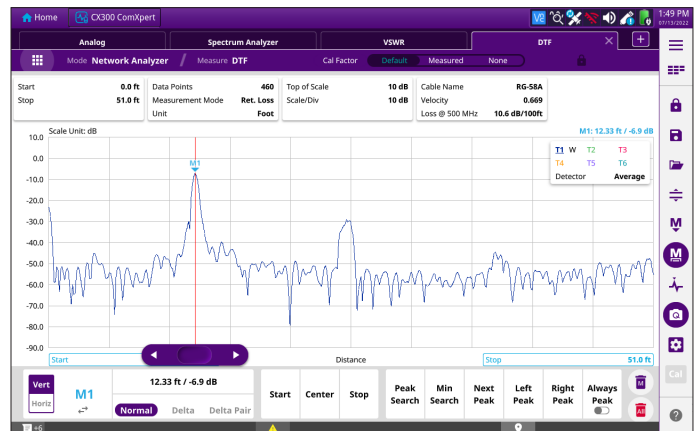 Home CX300 ComXpert 1:49 PM
07/13/2022
Analog Spectrum Analyzer VSWR DTF × +
Mode Network Analyzer / Measure DTF Cal Factor Default Measured None
Start 0.0 ft Data Points 460 Top of Scale 10 dB Cable Name RG-58A
Stop 51.0 ft Measurement Mode Ret. Loss Scale/Div 10 dB Velocity 0.669
Unit Foot Loss @ 500 MHz 10.6 dB/100ft
Scale Unit: dB M1: 12.33 ft / -6.9 dB
10.0
T1 W T2 T3
0.0
M1
T4 T5 T6
-10.0
Detector Average
-20.0
-30.0
-40.0
-50.0
-60.0
-70.0
-80.0
-90.0
Start Distance Stop 51.0 ft
Vert
Horiz
M1
12.33 ft / -6.9 dB
Normal Delta Delta Pair
Start Center Stop
Peak Search
Min Search
Next Peak
Left Peak
Right Peak
Always Peak
M
All
M
M
Cal
?
+6